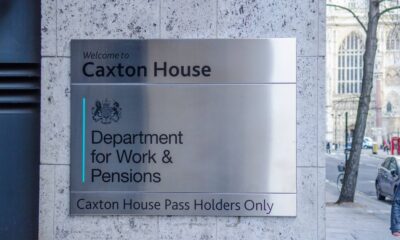 Welcome to
Caxton House
Department
for Work &
Pensions
Caxton House Pass Holders Only